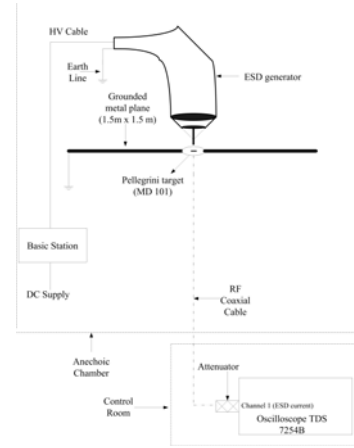 HV Cable
Earth
Line
ESD generator
Grounded
metal plane
(1.5m x 1.5 m)
Pellegrini target
(MD 101)
Basic Station
DC Supply
RF
Coaxial
Cable
Anechoic
Chamber
Attenuator
Control
Room
Channel 1 (ESD current)
Oscilloscope TDS
7254B